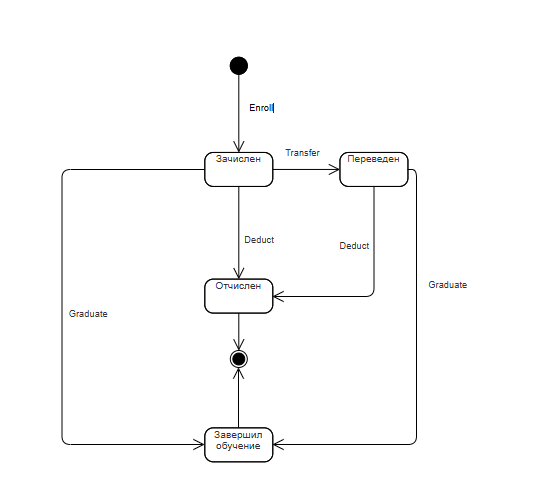 Enroll
Зачислен
Transfer
Переведен
Deduct
Deduct
Отчислен
Graduate
Graduate
Завершил
обучение